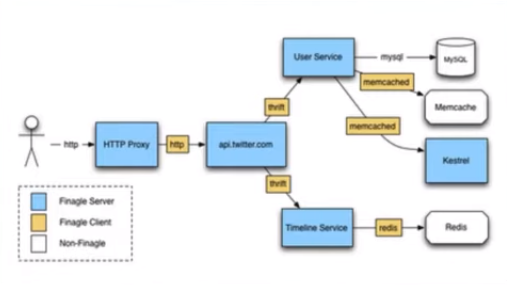 User Service
mysql
MySQL
memcached
Memcache
thrift
memcached
http
HTTP Proxy
http
api.twitter.com
Kestrel
thrift
Finagle Server
Finagle Client
Non-Finagle
Timeline Service
redis
Redis